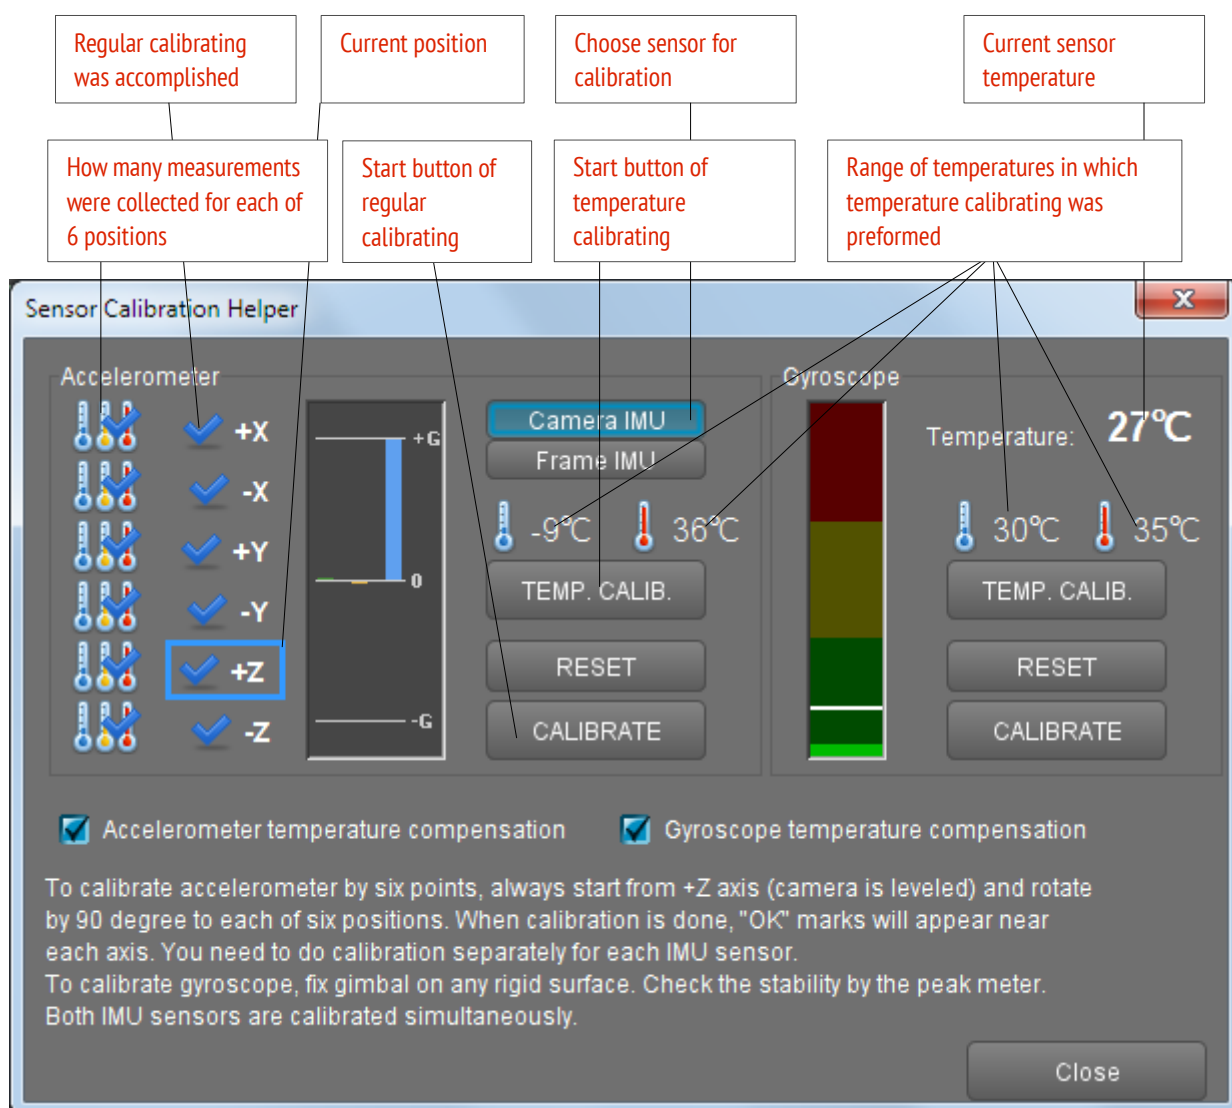 Regular calibrating
was accomplished
Current position
Choose sensor for
calibration
Current sensor
temperature
How many measurements
were collected for each of
6 positions
Start button of
regular
calibrating
Start button of
temperature
calibrating
Range of temperatures in which
temperature calibrating was
preformed
Sensor Calibration Helper
x
Accelerometer
+X
-X
+Y
-Y
+Z
-Z
+G
0
-G
Camera IMU
Frame IMU
-9°C 36°C
TEMP. CALIB.
RESET
CALIBRATE
Gyroscope
Temperature: 27°C
30°C 35°C
TEMP. CALIB.
RESET
CALIBRATE
Accelerometer temperature compensation
Gyroscope temperature compensation
To calibrate accelerometer by six points, always start from +Z axis (camera is leveled) and rotate
by 90 degree to each of six positions. When calibration is done, "OK" marks will appear near
each axis. You need to do calibration separately for each IMU sensor.
To calibrate gyroscope, fix gimbal on any rigid surface. Check the stability by the peak meter.
Both IMU sensors are calibrated simultaneously.
Close